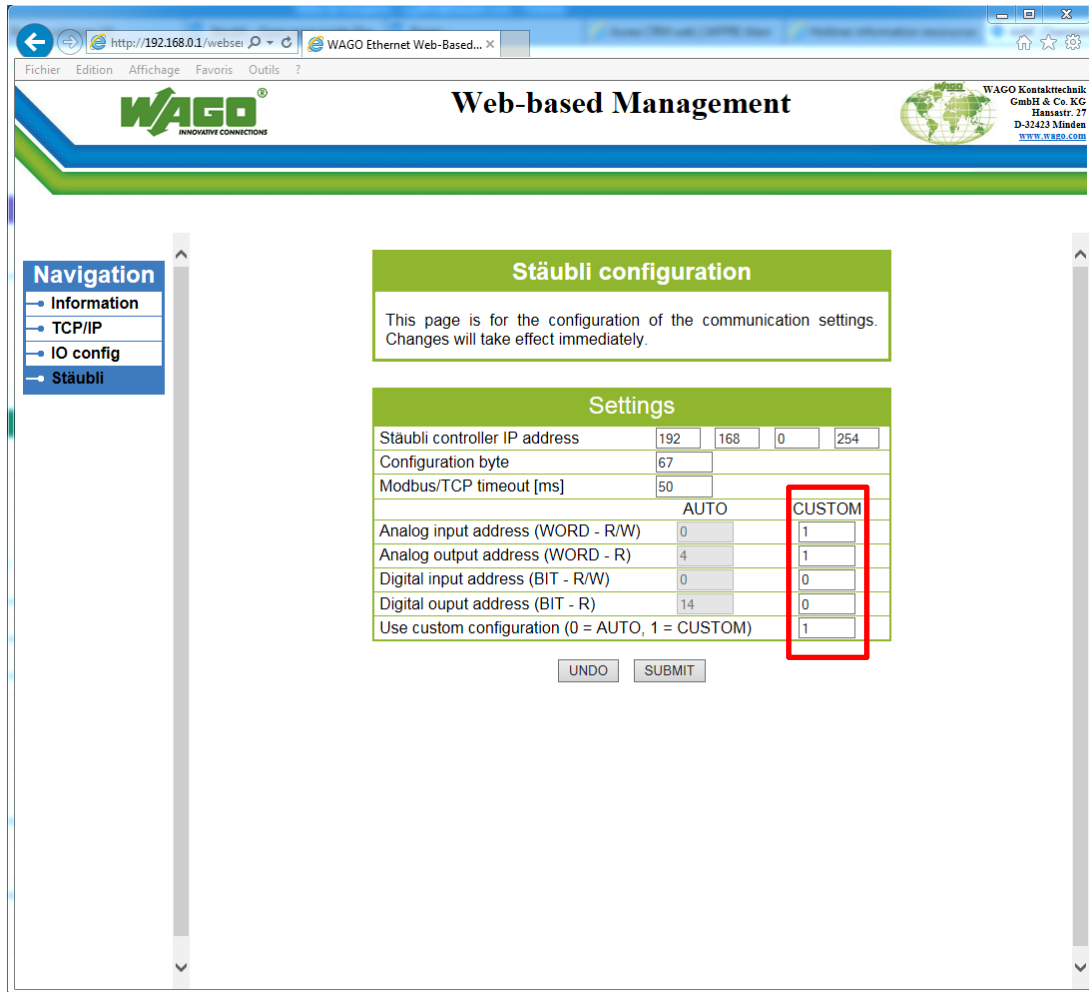 http://192.168.0.1/webser
WAGO Ethernet Web-Based...
Fichier Edition Affichage Favoris Outils ?
WAGO®
INNOVATIVE CONNECTIONS
Web-based Management
WAGO
WAGO Kontakttechnik
GmbH & Co. KG
Hansastr. 27
D-32423 Minden
www.wago.com
Navigation
Information
TCP/IP
IO config
Stäubli
Stäubli configuration
This page is for the configuration of the communication settings.
Changes will take effect immediately.
Settings
Stäubli controller IP address 192 168 0 254
Configuration byte 67
Modbus/TCP timeout [ms] 50
AUTO CUSTOM
Analog input address (WORD - R/W) 0 1
Analog output address (WORD - R) 4 1
Digital input address (BIT - R/W) 0 0
Digital ouput address (BIT - R) 14 0
Use custom configuration (0 = AUTO, 1 = CUSTOM) 1
UNDO SUBMIT